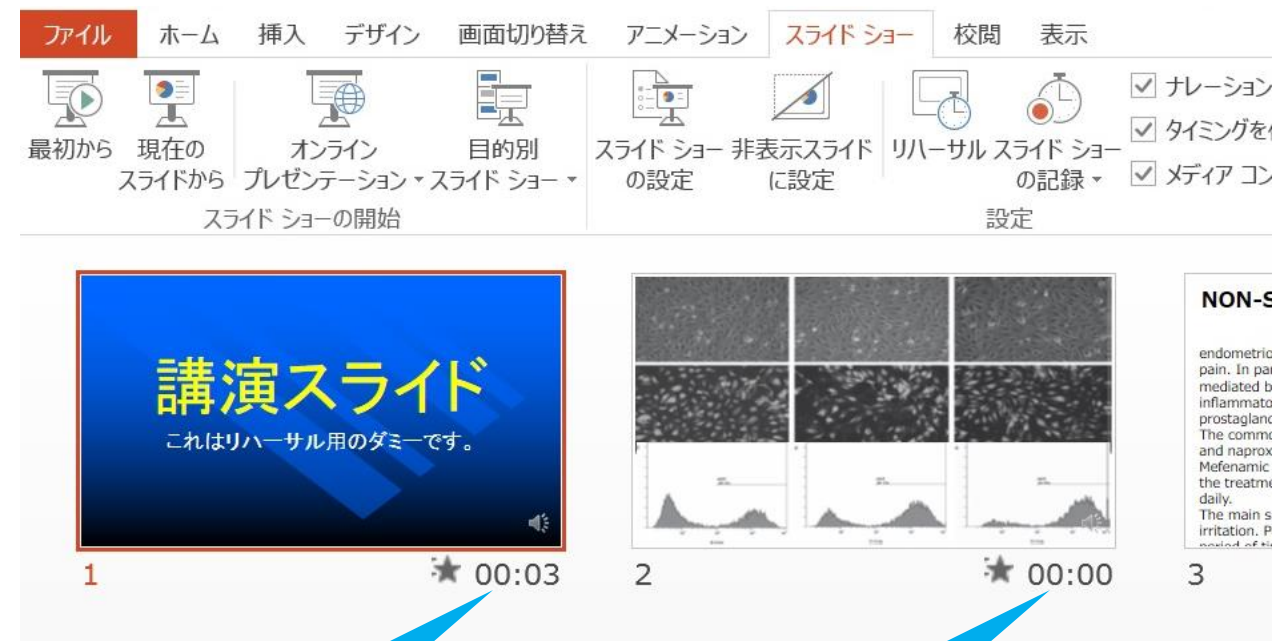 ファイル ホーム 挿入 デザイン 画面切り替え アニメーション スライド ショー 校閲 表示
最初から 現在の スライドから
オンライン プレゼンテーション
目的別 スライド ショー
スライド ショー の設定
非表示スライド に設定
リハーサル
スライド ショー の記録
ナレーション
タイミングを
メディア コン
スライド ショーの開始
設定
講演スライド
これはリハーサル用のダミーです。
1
00:03
2
00:00
NON-S
endometrio
pain. In par
mediated b
inflammato
prostagland
The commo
and naprox
Mefenamic
the treatme
daily.
The main s
irritation. P
3